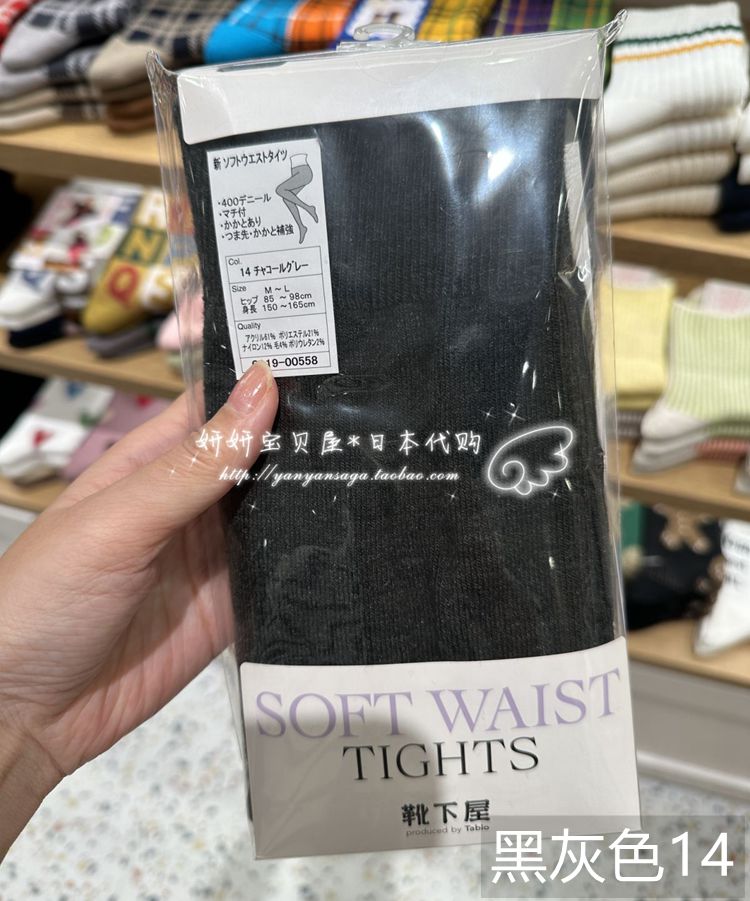 新 ソフトウエストタイツ
・400デニール
・マチ付
・かかとあり
・つま先・かかと補強
Col.
14 チャコールグレー
Size
M ～ L
ヒップ 85 ～ 98cm
身長 150 ～ 165cm
Quality
アクリル61% ポリエステル21%
ナイロン12% 毛4% ポリウレタン2%
19-00558
妍妍宝贝屋*日本代购
http://yanyansaga.taobao.com
SOFT WAIST
TIGHTS
靴下屋
produced by Tabio
黑灰色14